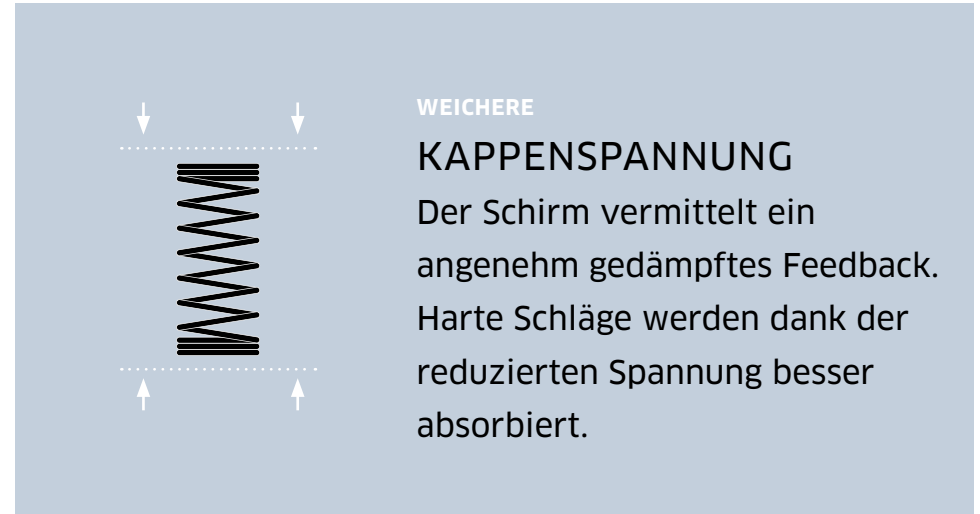 WEICHERE
KAPPENSPANNUNG
Der Schirm vermittelt ein
angenehm gedämpftes Feedback.
Harte Schläge werden dank der
reduzierten Spannung besser
absorbiert.